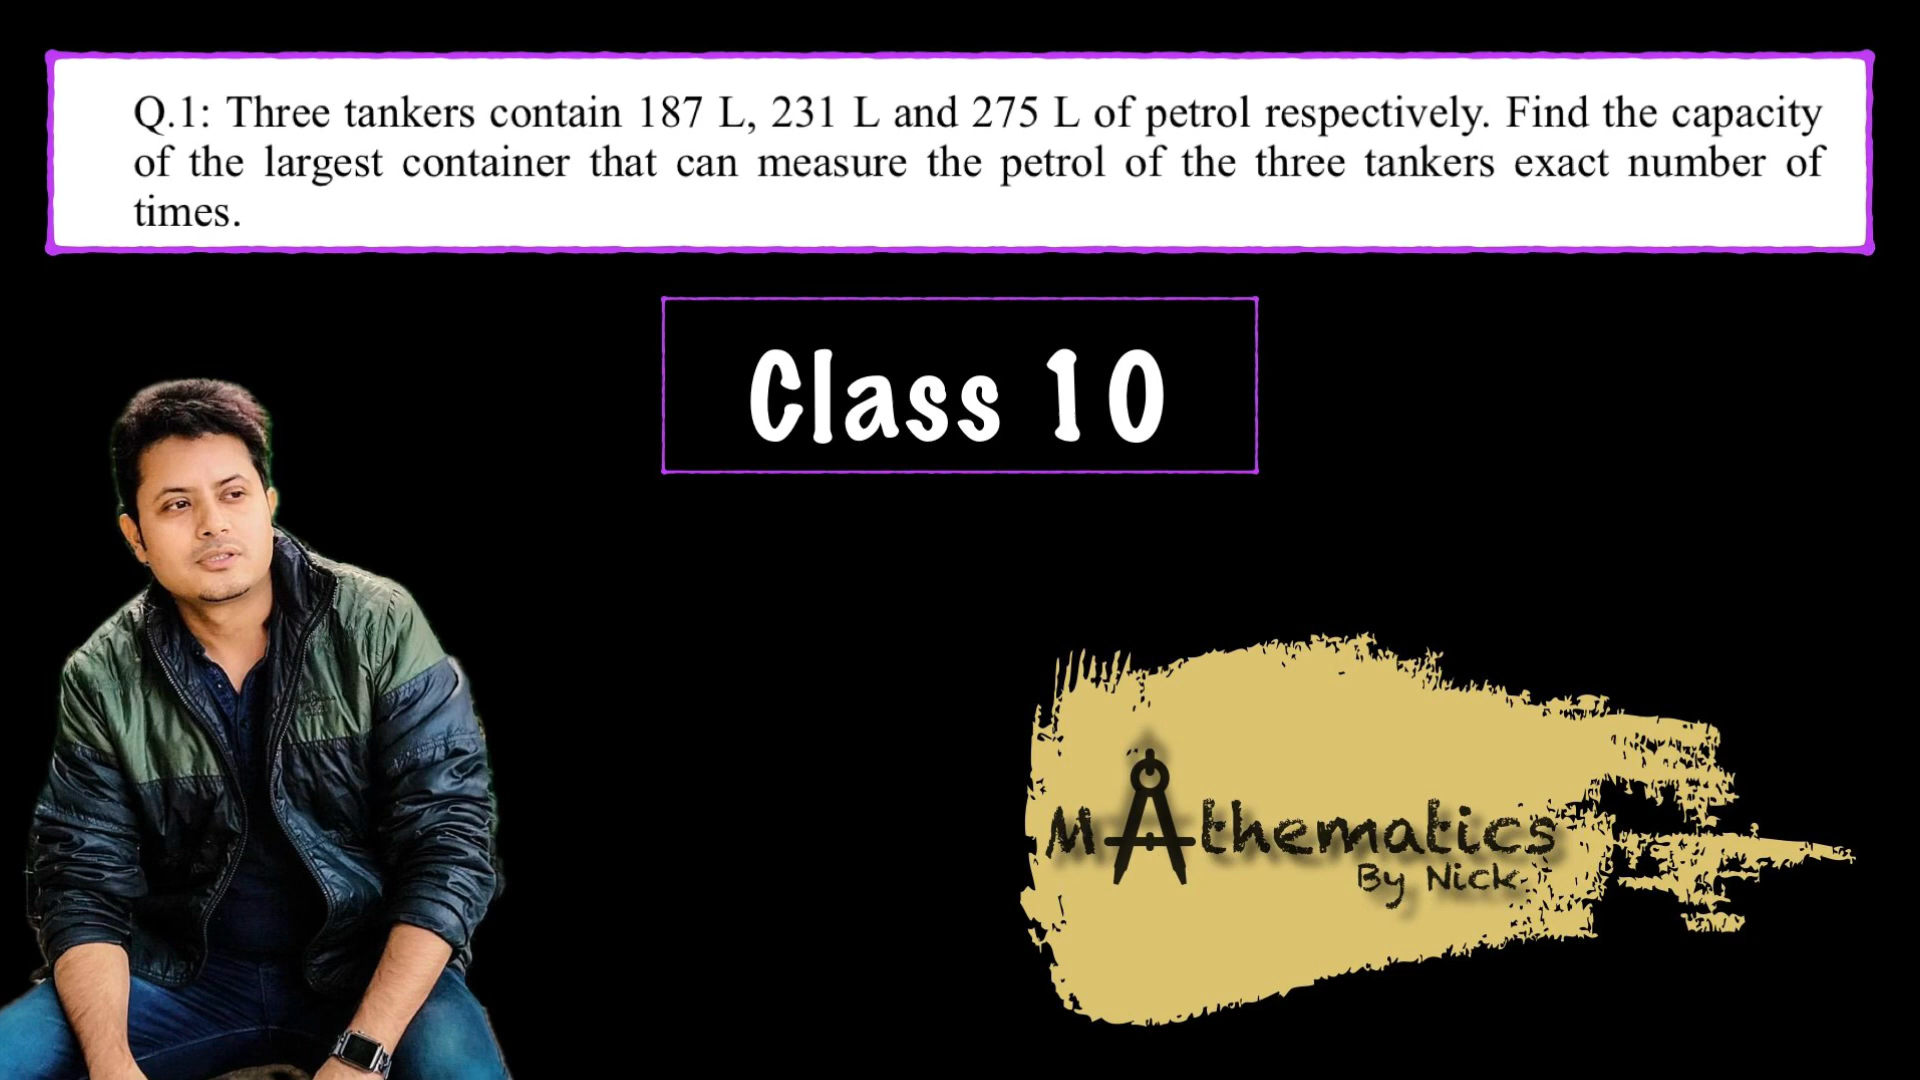 Q.1: Three tankers contain 187 L, 231 L and 275 L of petrol respectively. Find the capacity
of the largest container that can measure the petrol of the three tankers exact number of
times.
Class 10
MAthematics
By Nick